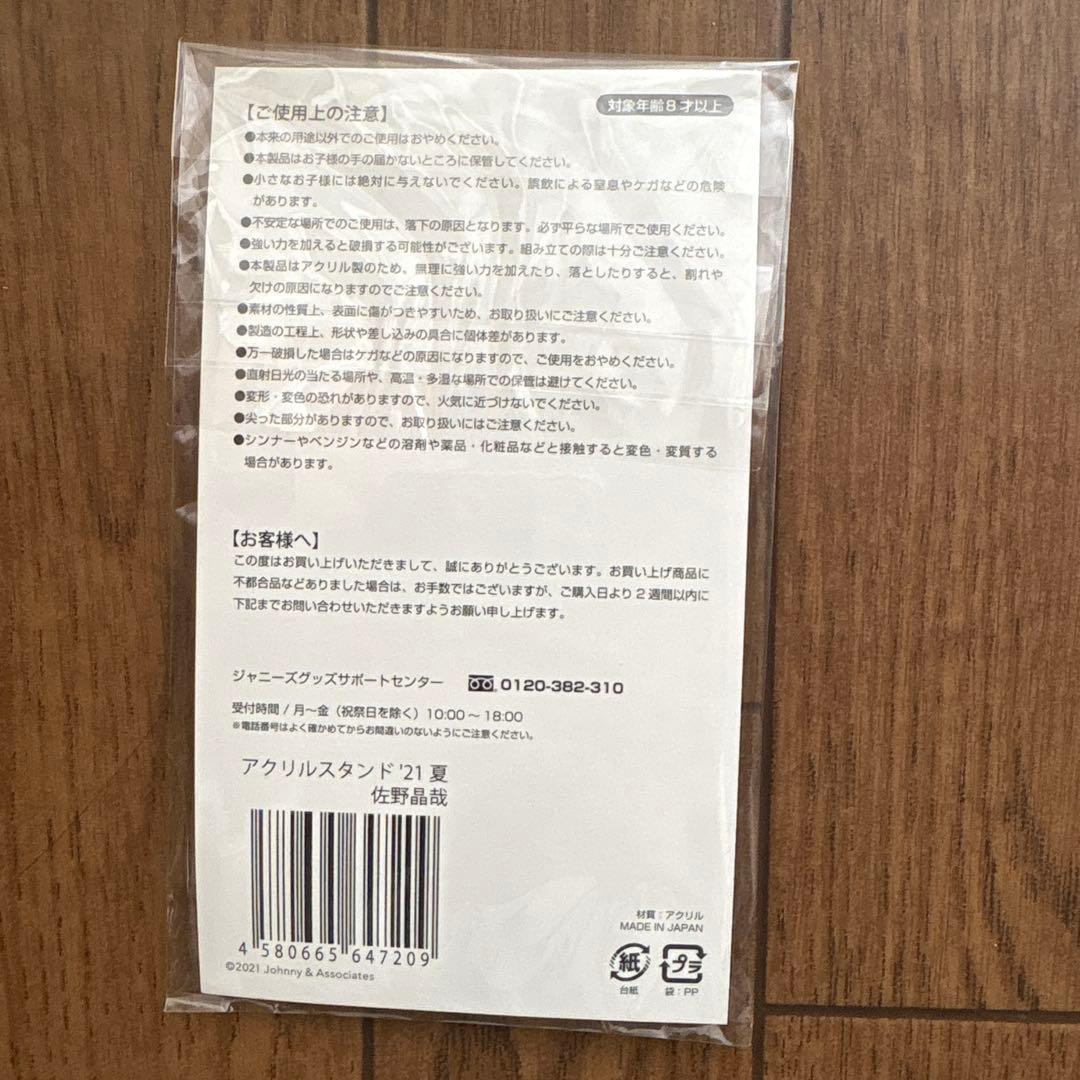 対象年齢8才以上
【ご使用上の注意】
●本来の用途以外でのご使用はおやめください。
●本製品はお子様の手の届かないところに保管してください。
●小さなお子様には絶対に与えないでください。誤飲による窒息やケガなどの危険
があります。
●不安定な場所でのご使用は、落下の原因となります。必ず平らな場所でご使用ください。
●強い力を加えると破損する可能性がございます。組み立ての際は十分ご注意ください。
●本製品はアクリル製のため、無理に強い力を加えたり、落としたりすると、割れや
欠けの原因になりますのでご注意ください。
●素材の性質上、表面に傷がつきやすいため、お取り扱いにご注意ください。
●製造の工程上、形状や差し込みの具合に個体差があります。
●万一破損した場合はケガなどの原因になりますので、ご使用をおやめください。
●直射日光の当たる場所や、高温・多湿な場所での保管は避けてください。
●変形・変色の恐れがありますので、火気に近づけないでください。
●尖った部分がありますので、お取り扱いにはご注意ください。
●シンナーやベンジンなどの溶剤や薬品・化粧品などと接触すると変色・変質する
場合があります。
【お客様へ】
この度はお買い上げいただきまして、誠にありがとうございます。お買い上げ商品に
不都合品などありました場合は、お手数ではございますが、ご購入日より2週間以内に
下記までお問い合わせいただきますようお願い申し上げます。
ジャニーズグッズサポートセンター 0120-382-310
受付時間/月〜金（祝祭日を除く）10:00〜18:00
※電話番号はよく確かめてからお間違いのないようにご注意ください。
アクリルスタンド'21 夏
佐野晶哉
4 580665 647209
©2021 Johnny & Associates
材質：アクリル
MADE IN JAPAN
紙 プラ
台紙 袋：PP